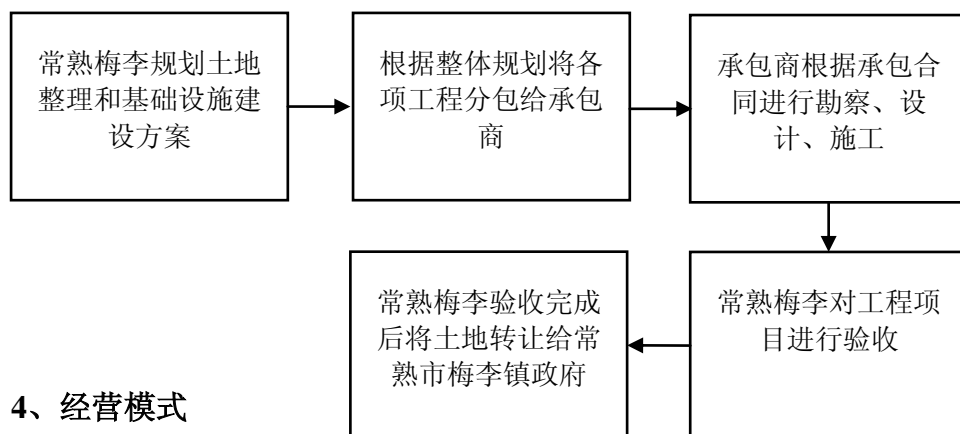 常熟梅李规划土地
整理和基础设施建
设方案
根据整体规划将各
项工程分包给承包
商
承包商根据承包合
同进行勘察、设
计、施工
常熟梅李对工程项
目进行验收
常熟梅李验收完成
后将土地转让给常
熟市梅李镇政府
4、经营模式